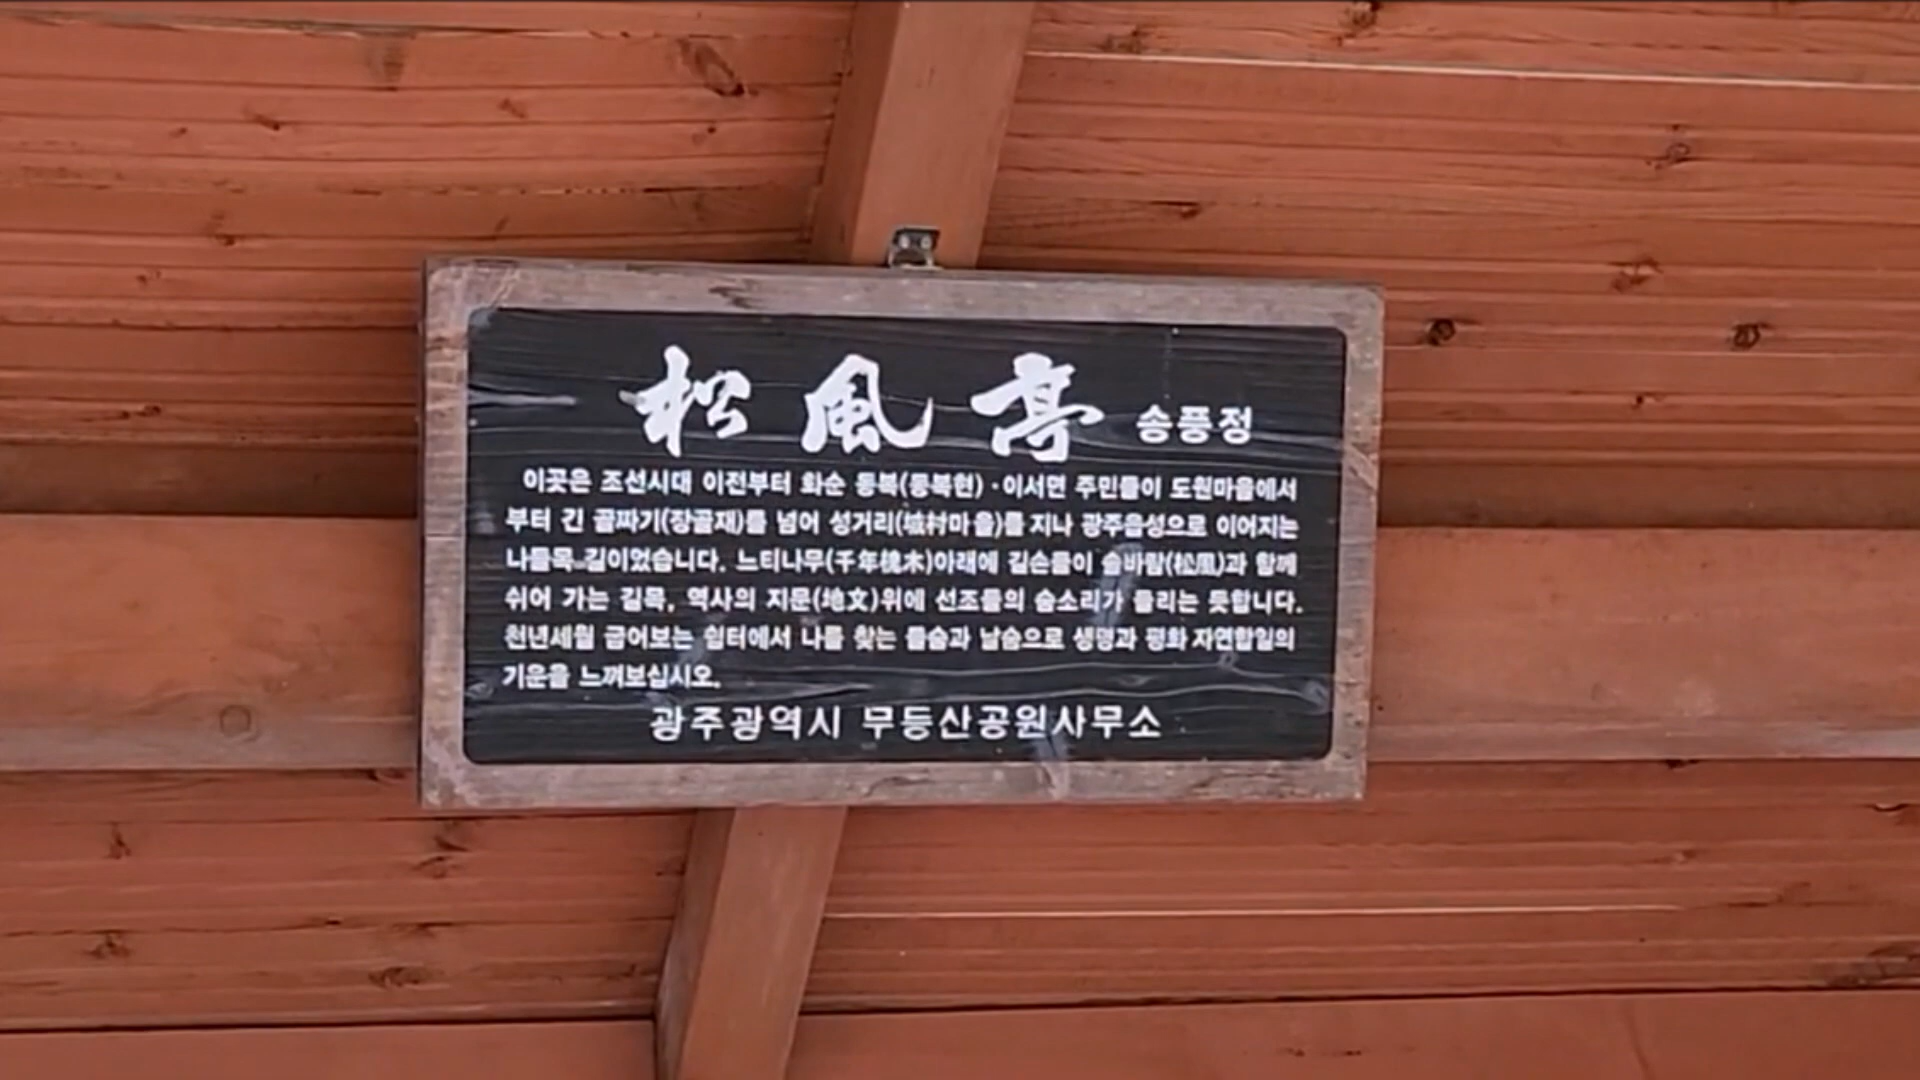 松風亭 송풍정
이곳은 조선시대 이전부터 화순 동복(동복현)·이서면 주민들이 도원마을에서
부터 긴 골짜기(장골재)를 넘어 성거리(城村마을)를 지나 광주읍성으로 이어지는
나들목 길이었습니다. 느티나무(千年槐木)아래에 길손들이 솔바람(松風)과 함께
쉬어 가는 길목, 역사의 지문(地文)위에 선조들의 숨소리가 들리는 듯합니다.
천년세월 굽어보는 쉼터에서 나를 찾는 들숨과 날숨으로 생명과 평화 자연합일의
기운을 느껴보십시오.
광주광역시 무등산공원사무소